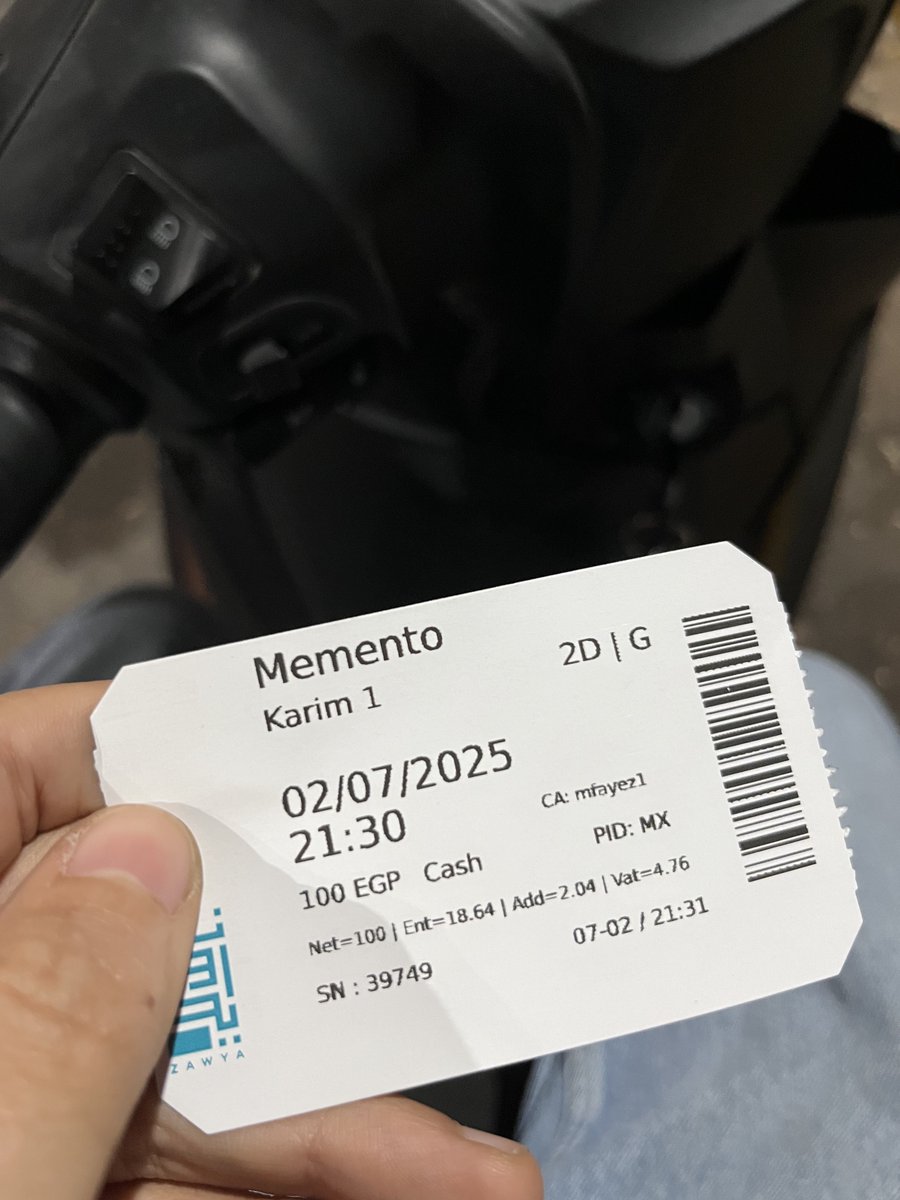 Memento
2D | G
Karim 1
02/07/2025
21:30
CA: mfayez1
100 EGP Cash
PID: MX
Net=100 | Ent=18.64 | Add=2.04 | Vat=4.76
SN : 39749
07-02 / 21:31
ZAWYA